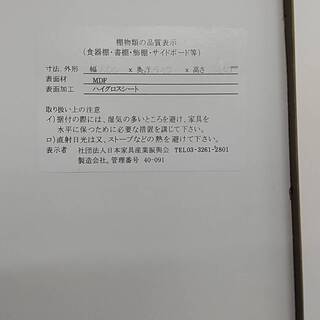 棚物類の品質表示
(食器棚・書棚・飾棚・サイドボード等)
寸法、外形 幅 x 奥行 x 高さ
表面材 MDF
表面加工 ハイグロスシート
取り扱い上の注意
イ)据付の際には、湿気の多いところを避け、家具を
水平に保つために必要な措置を講じて下さい。
ロ)直射日光は又、ストーブなどの熱を避けて下さい。
表示者 社団法人日本家具産業振興会 TEL03-3261-2801
製造会社、管理番号 40-091